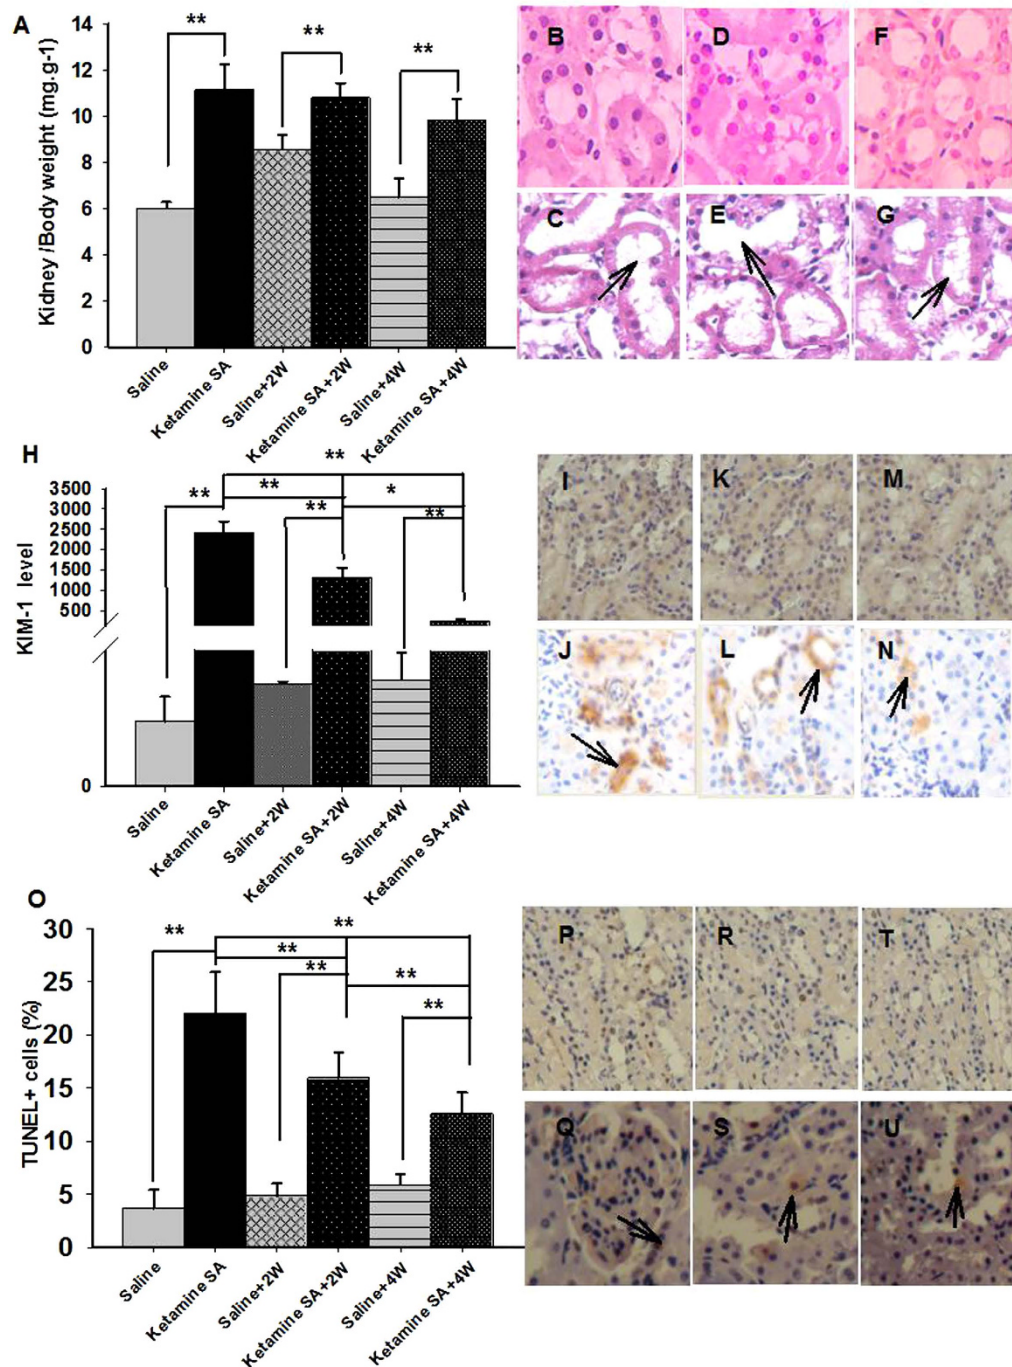 A
Kidney /Body weight (mg.g-1)
14
12
10
8
6
4
2
0
**
**
**
Saline
Ketamine SA
Saline+2W
Ketamine SA+2W
Saline+4W
Ketamine SA+4W
B
D
F
C
E
G
H
KIM-1 level
3500
3000
2500
2000
1500
1000
500
0
**
**
**
*
**
**
Saline
Ketamine SA
Saline+2W
Ketamine SA+2W
Saline+4W
Ketamine SA+4W
I
K
M
J
L
N
O
TUNEL+ cells (%)
30
25
20
15
10
5
0
**
**
**
**
**
**
Saline
Ketamine SA
Saline+2W
Ketamine SA+2W
Saline+4W
Ketamine SA+4W
P
R
T
Q
S
U